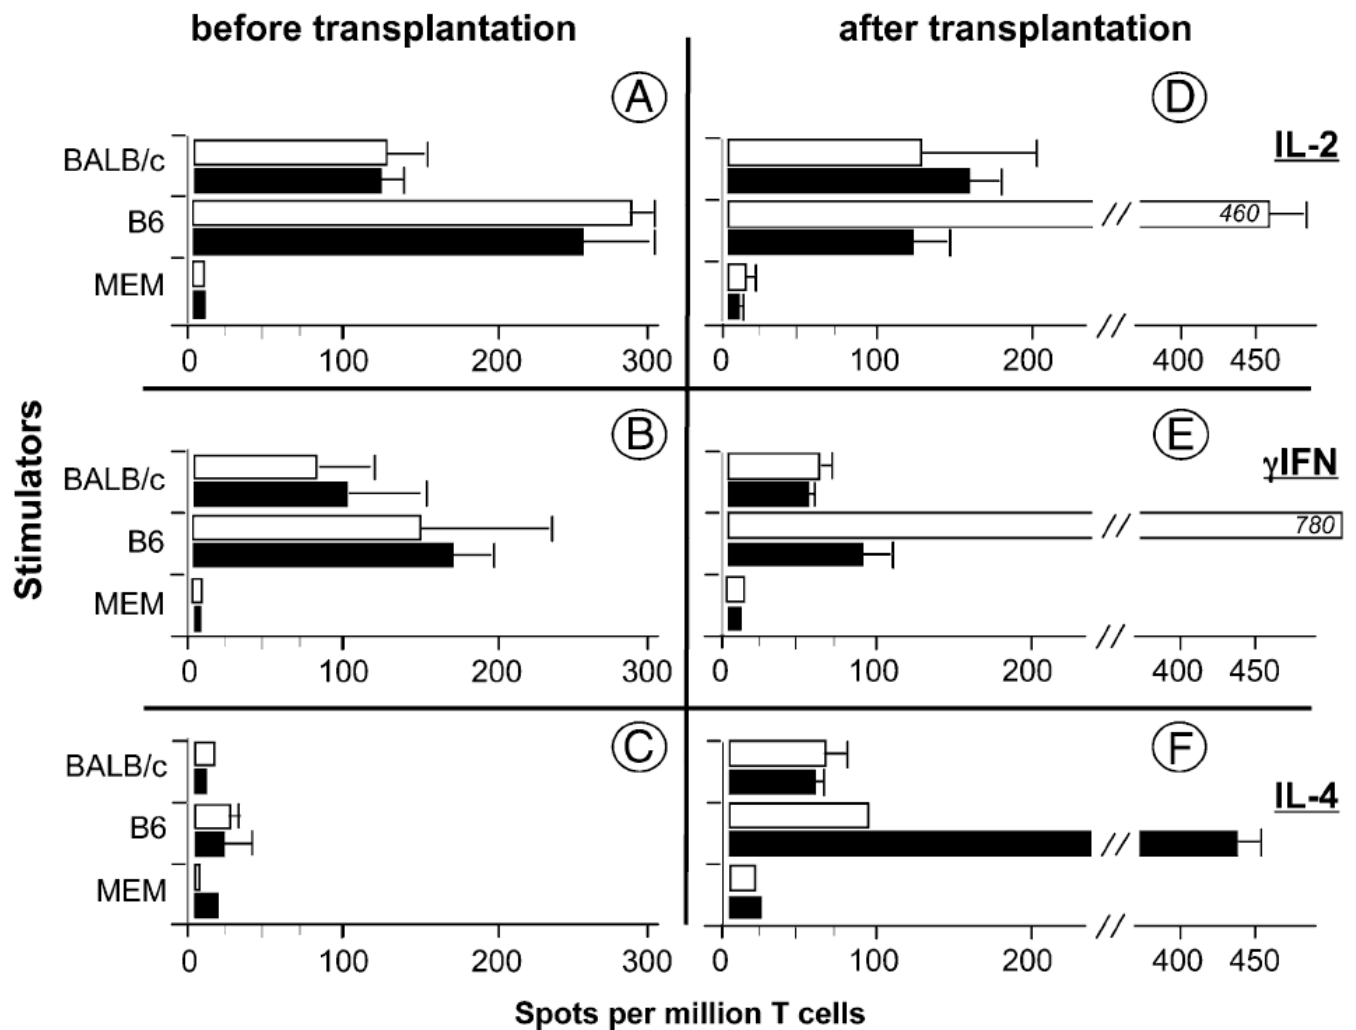 before transplantation
after transplantation
A
D
IL-2
BALB/c
B6
MEM
460
0 100 200 300
// 
0 100 200 // 400 450
Stimulators
B
E
γIFN
BALB/c
B6
MEM
//
780
0 100 200 300
0 100 200 // 400 450
C
F
IL-4
BALB/c
B6
MEM
//
0 100 200 300
0 100 200 // 400 450
Spots per million T cells